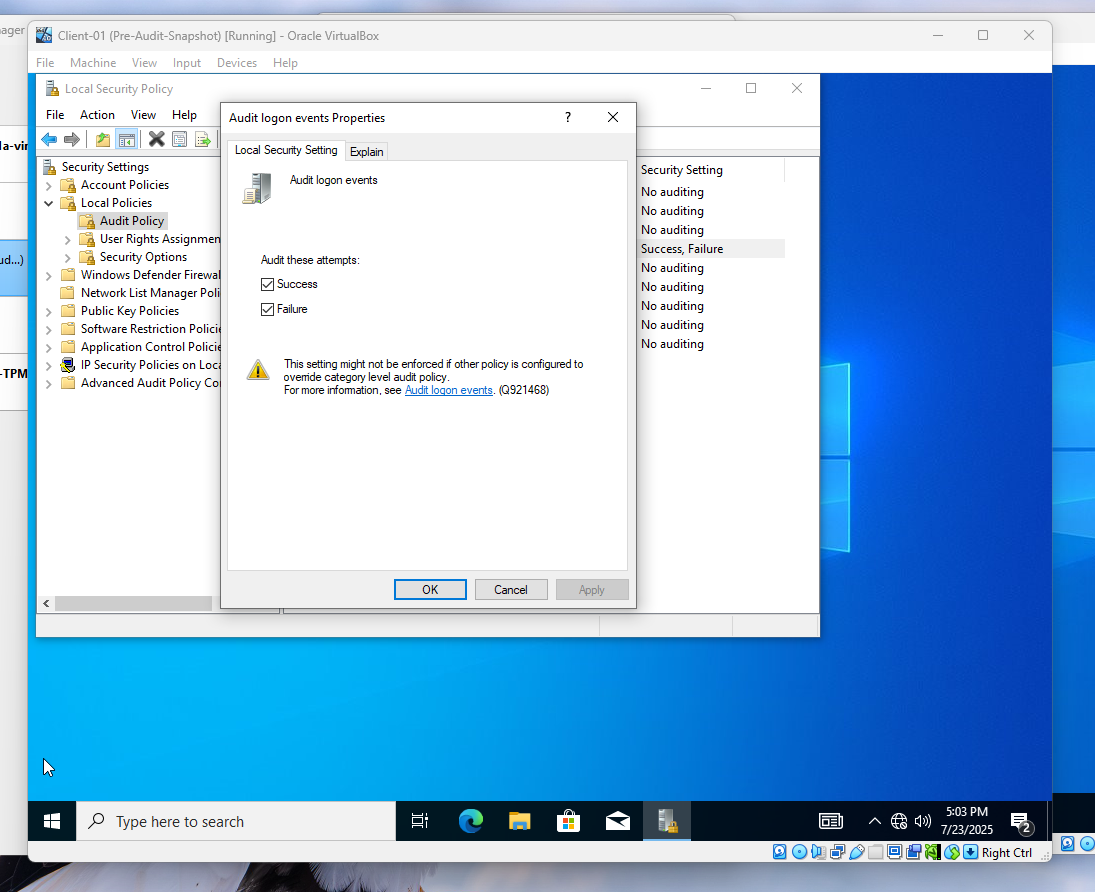 ager
Client-01 (Pre-Audit-Snapshot) [Running] - Oracle VirtualBox
File Machine View Input Devices Help
Local Security Policy
File Action View Help
Security Settings
Account Policies
Local Policies
Audit Policy
User Rights Assignmen
Security Options
Windows Defender Firewal
Network List Manager Poli
Public Key Policies
Software Restriction Policie
Application Control Policie
IP Security Policies on Loca
Advanced Audit Policy Co
Audit logon events Properties
?
Local Security Setting Explain
Audit logon events
Audit these attempts:
Success
Failure
This setting might not be enforced if other policy is configured to
override category level audit policy.
For more information, see Audit logon events. (Q921468)
OK Cancel Apply
Security Setting
No auditing
No auditing
No auditing
Success, Failure
No auditing
No auditing
No auditing
No auditing
No auditing
la-vir
ud...)
-TPM
Type here to search
5:03 PM
7/23/2025
2
Right Ctrl